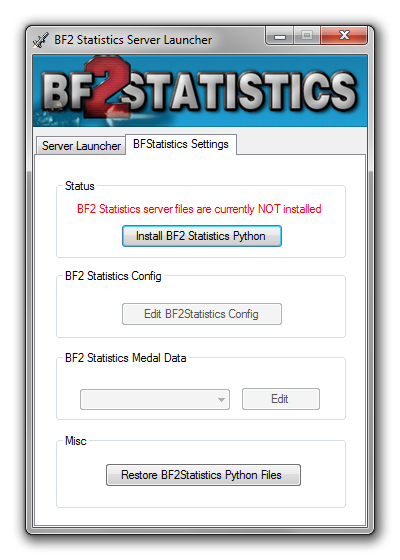 BF2 Statistics Server Launcher
BF2STATISTICS
Server Launcher
BFStatistics Settings
Status
BF2 Statistics server files are currently NOT installed
Install BF2 Statistics Python
BF2 Statistics Config
Edit BF2Statistics Config
BF2 Statistics Medal Data
Edit
Misc
Restore BF2Statistics Python Files